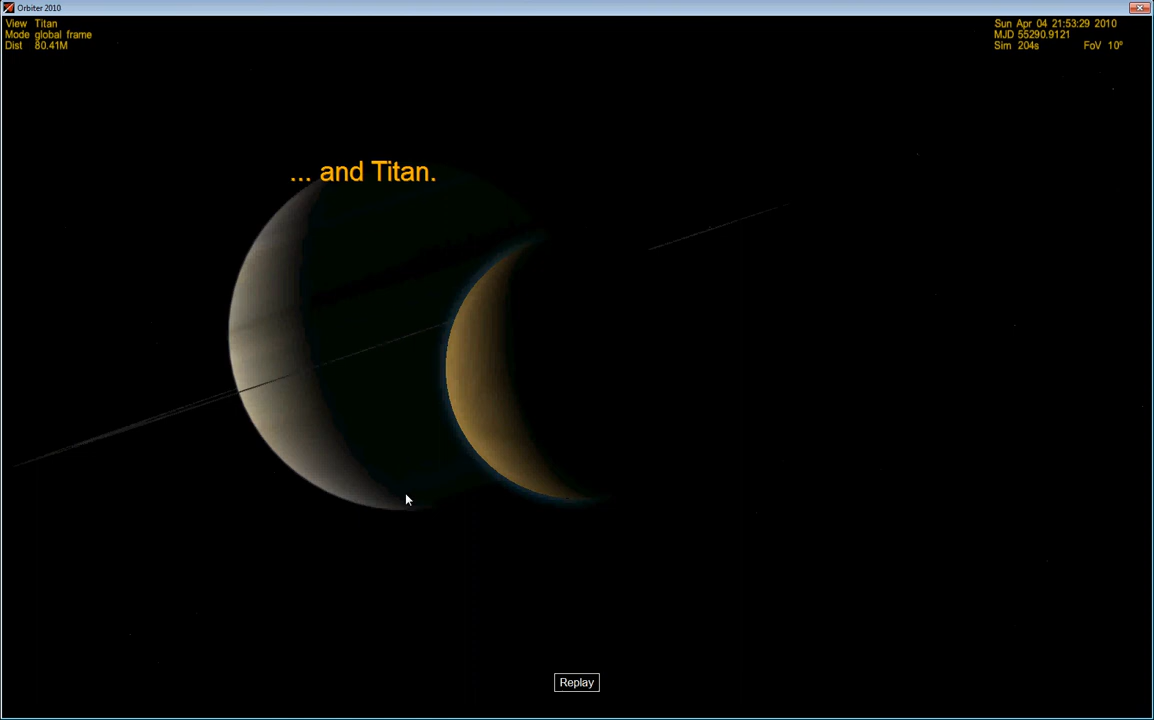 Orbiter 2010
View Titan
Mode global frame
Dist 80.41M
Sun Apr 04 21:53:29 2010
MJD 55290.9121
Sim 204s FoV 10°
... and Titan.
Replay